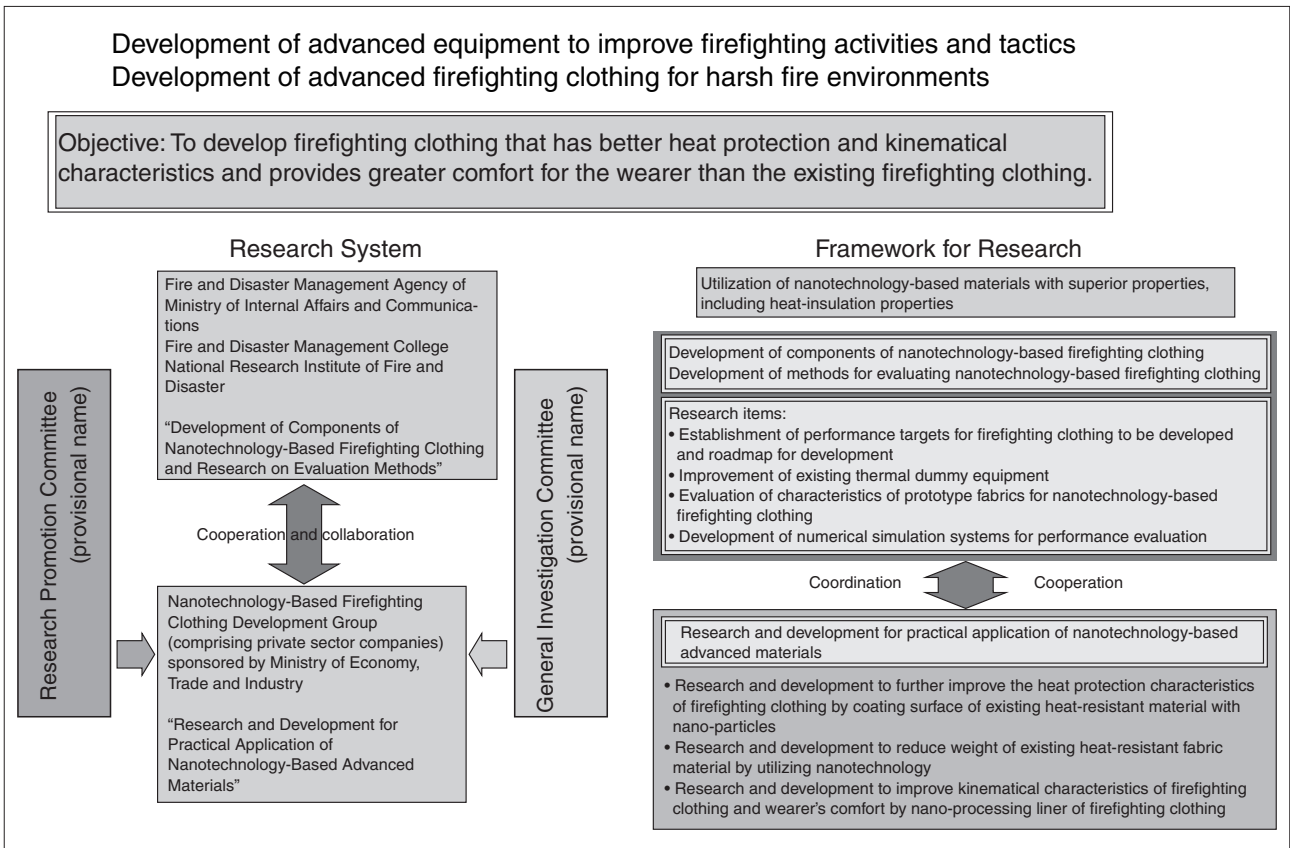 Development of advanced equipment to improve firefighting activities and tactics
Development of advanced firefighting clothing for harsh fire environments
Objective: To develop firefighting clothing that has better heat protection and kinematical
characteristics and provides greater comfort for the wearer than the existing firefighting clothing.
Research System
Fire and Disaster Management Agency of
Ministry of Internal Affairs and Communica-
tions
Fire and Disaster Management College
National Research Institute of Fire and
Disaster
“Development of Components of
Nanotechnology-Based Firefighting Clothing
and Research on Evaluation Methods”
Research Promotion Committee
(provisional name)
General Investigation Committee
(provisional name)
Cooperation and collaboration
Nanotechnology-Based Firefighting
Clothing Development Group
(comprising private sector companies)
sponsored by Ministry of Economy,
Trade and Industry
“Research and Development for
Practical Application of
Nanotechnology-Based Advanced
Materials”
Framework for Research
Utilization of nanotechnology-based materials with superior properties,
including heat-insulation properties
Development of components of nanotechnology-based firefighting clothing
Development of methods for evaluating nanotechnology-based firefighting clothing
Research items:
• Establishment of performance targets for firefighting clothing to be developed
and roadmap for development
• Improvement of existing thermal dummy equipment
• Evaluation of characteristics of prototype fabrics for nanotechnology-based
firefighting clothing
• Development of numerical simulation systems for performance evaluation
Coordination Cooperation
Research and development for practical application of nanotechnology-based
advanced materials
• Research and development to further improve the heat protection characteristics
of firefighting clothing by coating surface of existing heat-resistant material with
nano-particles
• Research and development to reduce weight of existing heat-resistant fabric
material by utilizing nanotechnology
• Research and development to improve kinematical characteristics of firefighting
clothing and wearer’s comfort by nano-processing liner of firefighting clothing